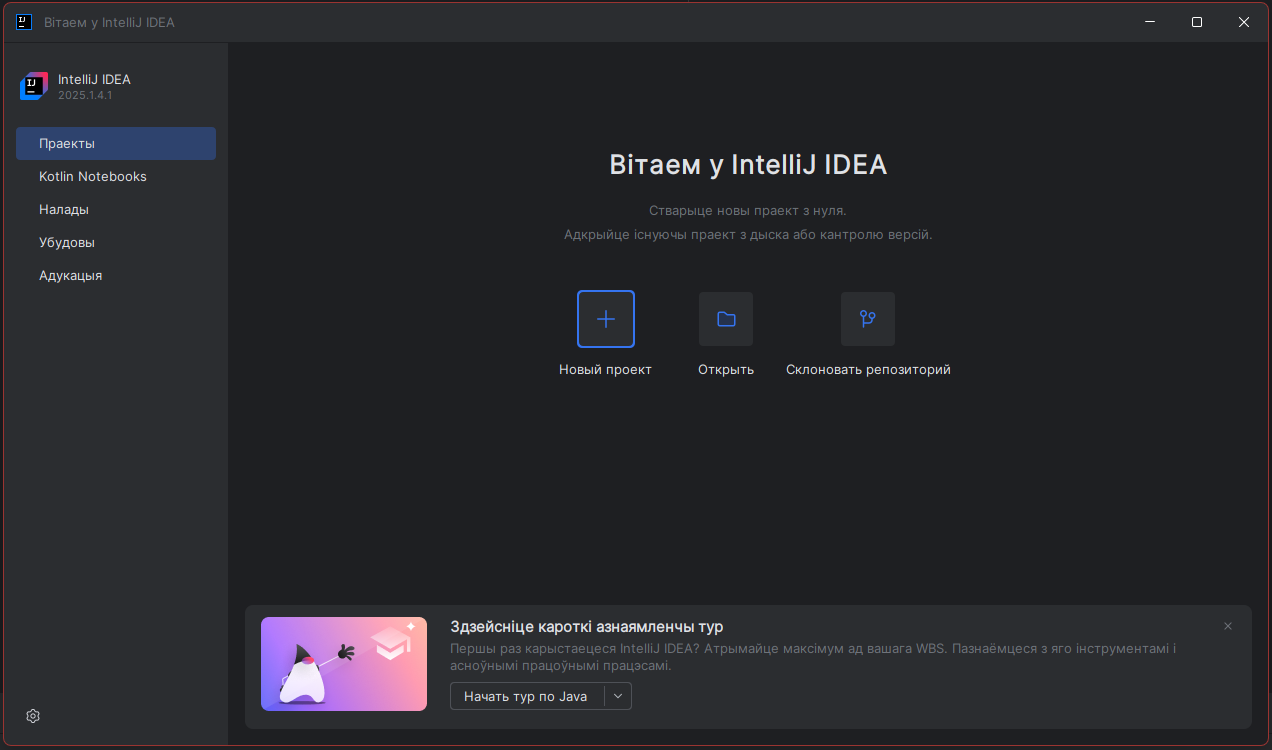 Вітаем у IntelliJ IDEA
IntelliJ IDEA
2025.1.4.1
Праекты
Kotlin Notebooks
Налады
Убудовы
Адукацыя
Вітаем у IntelliJ IDEA
Стварыце новы праект з нуля.
Адкрыйце існуючы праект з дыска або кантролю версій.
Новый проект
Открыть
Склоновать репозиторий
Здзейсніце кароткі азнаямленчы тур
Першы раз карыстаецеся IntelliJ IDEA? Атрымайце максімум ад вашага WBS. Пазнаёмцеся з яго інструментамі і
асноўнымі працоўнымі працэсамі.
Начать тур по Java